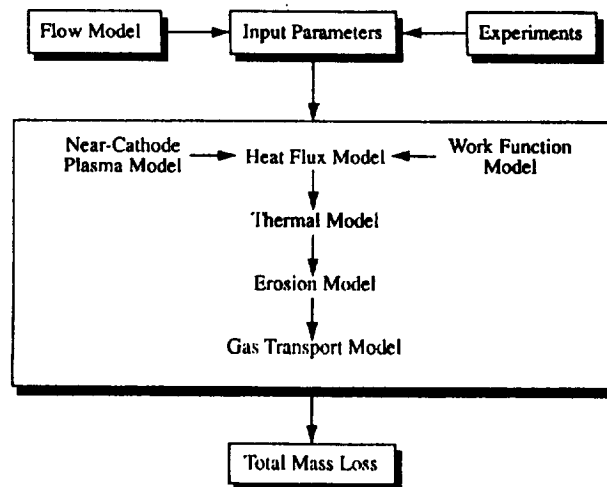 Flow Model
Input Parameters
Experiments
Near-Cathode
Plasma Model
Heat Flux Model
Work Function
Model
Thermal Model
Erosion Model
Gas Transport Model
Total Mass Loss